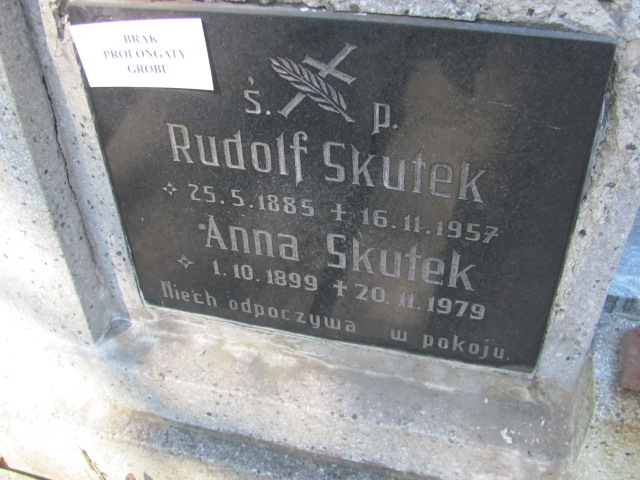 BRAK
PROLONGATY
GROBU
ś. p.
Rudolf Skutek
25.5.1885 + 16.11.1957
Anna Skutek
1.10.1899 + 20.11.1979
Niech odpoczywa w pokoju.